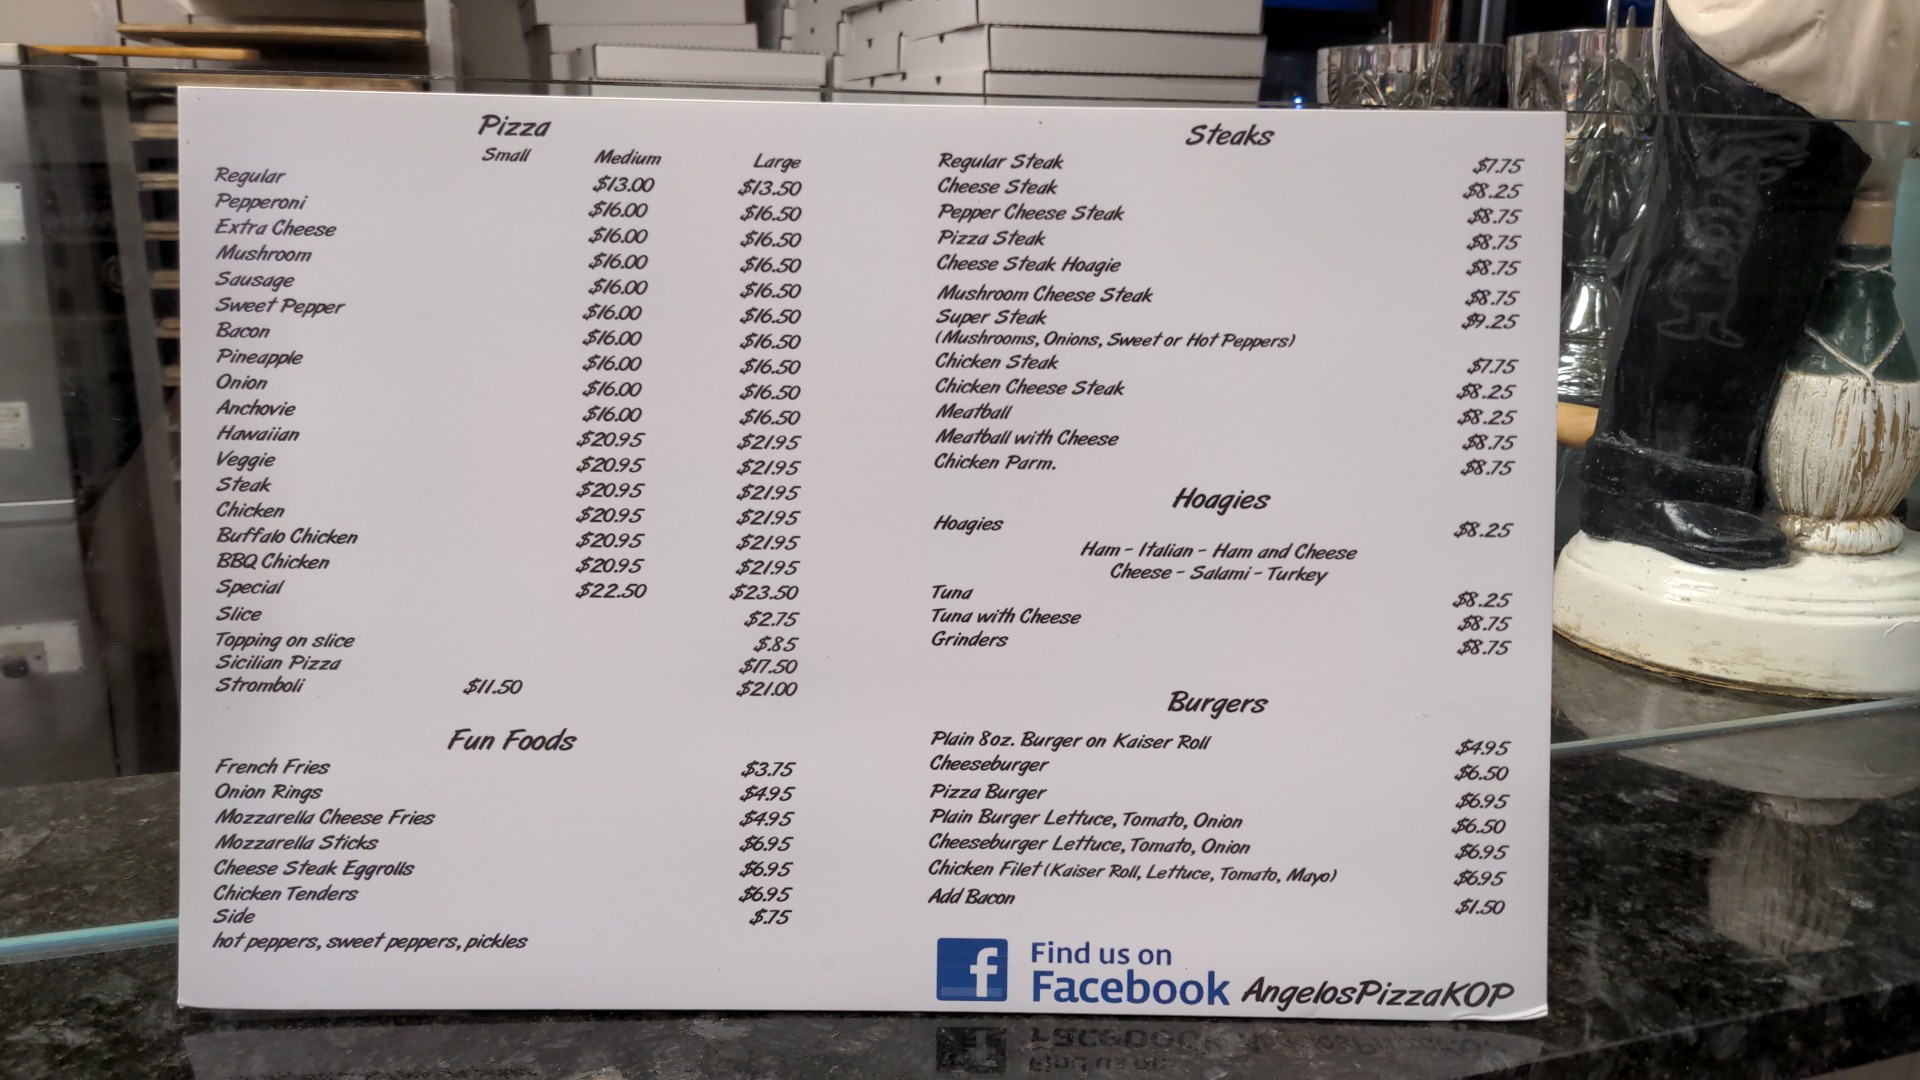 Pizza
Small Medium Large
Regular $13.00 $13.50
Pepperoni $16.00 $16.50
Extra Cheese $16.00 $16.50
Mushroom $16.00 $16.50
Sausage $16.00 $16.50
Sweet Pepper $16.00 $16.50
Bacon $16.00 $16.50
Pineapple $16.00 $16.50
Onion $16.00 $16.50
Anchovie $16.00 $16.50
Hawaiian $20.95 $21.95
Veggie $20.95 $21.95
Steak $20.95 $21.95
Chicken $20.95 $21.95
Buffalo Chicken $20.95 $21.95
BBQ Chicken $20.95 $21.95
Special $22.50 $23.50
Slice $2.75
Topping on slice $.85
Sicilian Pizza $17.50
Stromboli $11.50 $21.00
Fun Foods
French Fries $3.75
Onion Rings $4.95
Mozzarella Cheese Fries $4.95
Mozzarella Sticks $6.95
Cheese Steak Eggrolls $6.95
Chicken Tenders $6.95
Side $.75
hot peppers, sweet peppers, pickles
Steaks
Regular Steak $7.75
Cheese Steak $8.25
Pepper Cheese Steak $8.75
Pizza Steak $8.75
Cheese Steak Hoagie $8.75
Mushroom Cheese Steak $8.75
Super Steak $9.25
(Mushrooms, Onions, Sweet or Hot Peppers)
Chicken Steak $7.75
Chicken Cheese Steak $8.25
Meatball $8.25
Meatball with Cheese $8.75
Chicken Parm. $8.75
Hoagies
Hoagies $8.25
Ham - Italian - Ham and Cheese
Cheese - Salami - Turkey
Tuna $8.25
Tuna with Cheese $8.75
Grinders $8.75
Burgers
Plain 8oz. Burger on Kaiser Roll $4.95
Cheeseburger $6.50
Pizza Burger $6.95
Plain Burger Lettuce, Tomato, Onion $6.50
Cheeseburger Lettuce, Tomato, Onion $6.95
Chicken Filet (Kaiser Roll, Lettuce, Tomato, Mayo) $6.95
Add Bacon $1.50
f Find us on
Facebook AngelosPizzaKOP